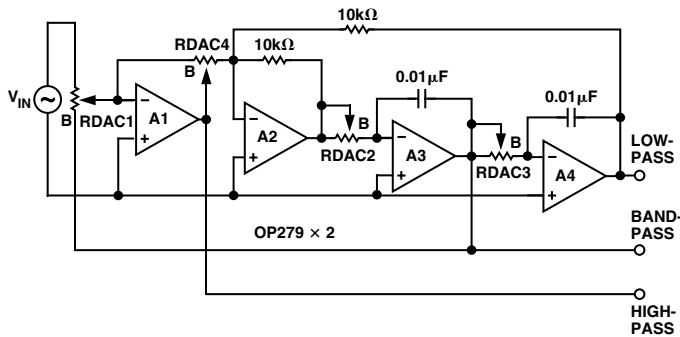 10kΩ
RDAC4
10kΩ
B
0.01μF
0.01μF
V_IN
~
B
RDAC1
–
A1
+
–
A2
+
B
RDAC2
–
A3
+
B
RDAC3
–
A4
+
LOW-
PASS
OP279 × 2
BAND-
PASS
HIGH-
PASS